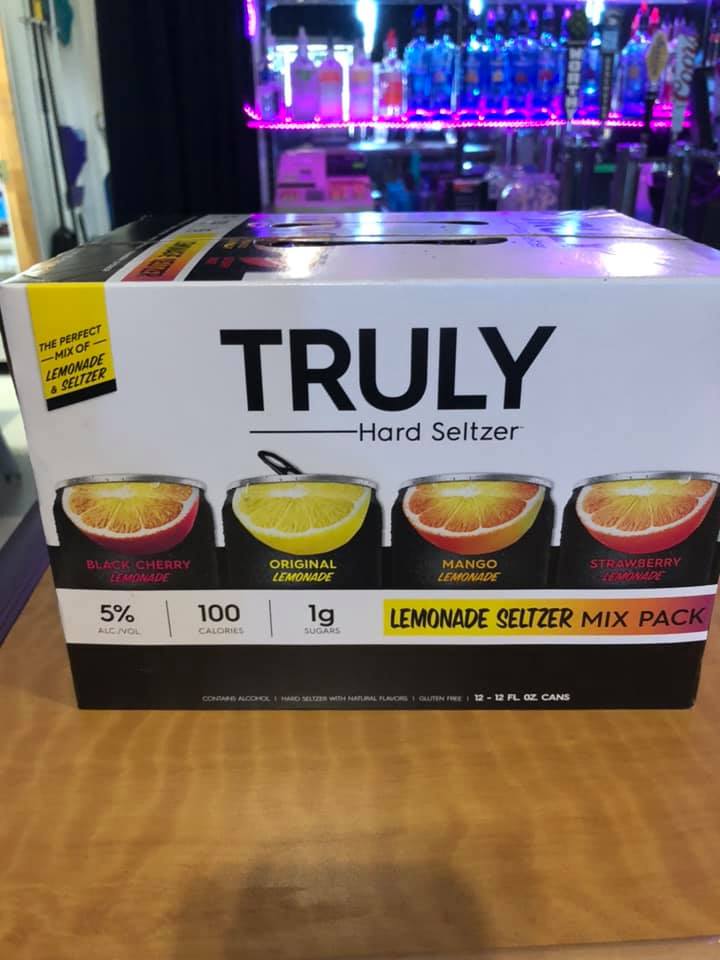 Coors
THE PERFECT
MIX OF
LEMONADE
& SELTZER
TRULY
Hard Seltzer
BLACK CHERRY
LEMONADE
ORIGINAL
LEMONADE
MANGO
LEMONADE
STRAWBERRY
LEMONADE
5%
ALC./VOL.
100
CALORIES
1g
SUGARS
LEMONADE SELTZER MIX PACK
CONTAINS ALCOHOL | HARD SELTZER WITH NATURAL FLAVORS | GLUTEN FREE | 12 - 12 FL. OZ. CANS